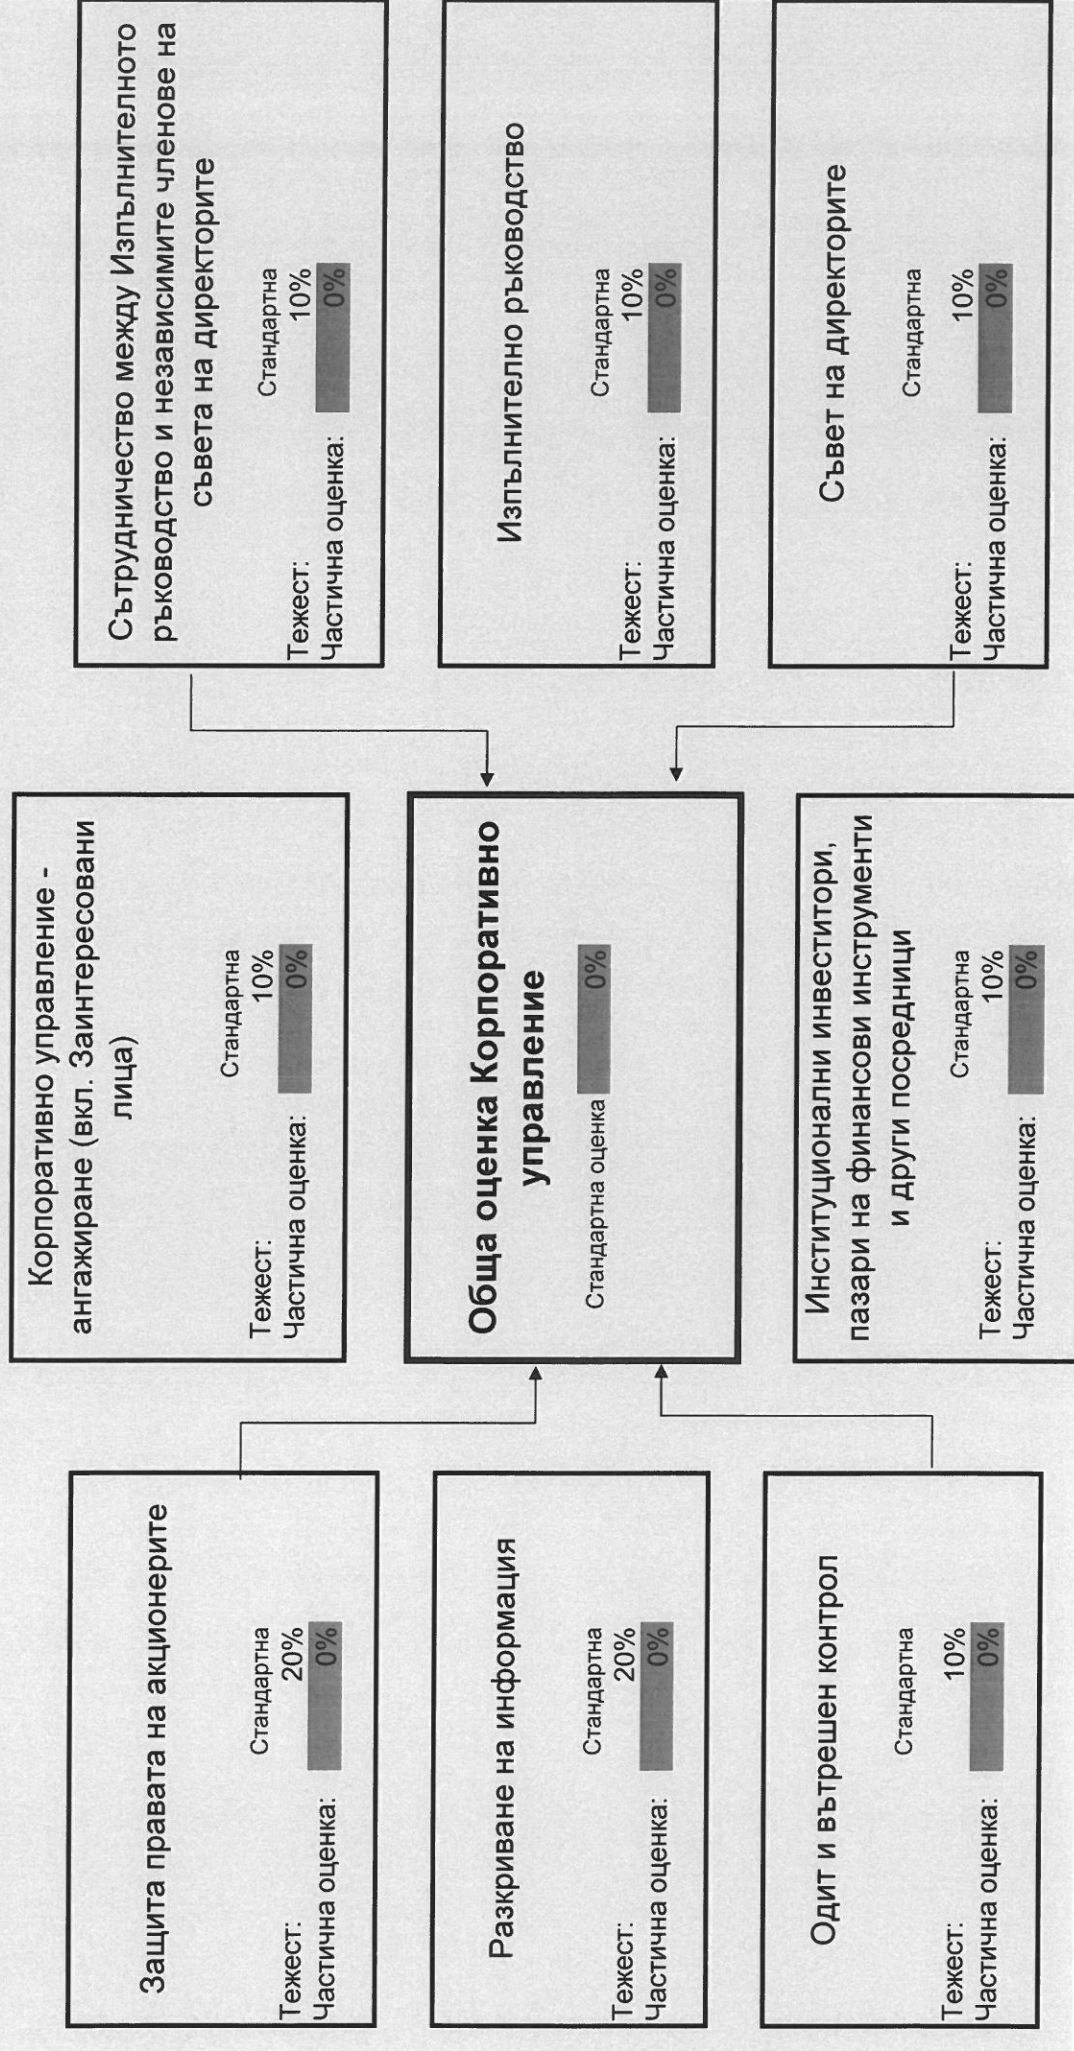 Защита правата на акционерите
Стандартна
Тежест: 20%
Частична оценка: 0%
Разкриване на информация
Стандартна
Тежест: 20%
Частична оценка: 0%
Одит и вътрешен контрол
Стандартна
Тежест: 10%
Частична оценка: 0%
Корпоративно управление -
ангажиране (вкл. Заинтересовани
лица)
Стандартна
Тежест: 10%
Частична оценка: 0%
Обща оценка Корпоративно
управление
Стандартна оценка 0%
Институционални инвеститори,
пазари на финансови инструменти
и други посредници
Стандартна
Тежест: 10%
Частична оценка: 0%
Сътрудничество между Изпълнителното
ръководство и независимите членове на
съвета на директорите
Стандартна
Тежест: 10%
Частична оценка: 0%
Изпълнително ръководство
Стандартна
Тежест: 10%
Частична оценка: 0%
Съвет на директорите
Стандартна
Тежест: 10%
Частична оценка: 0%